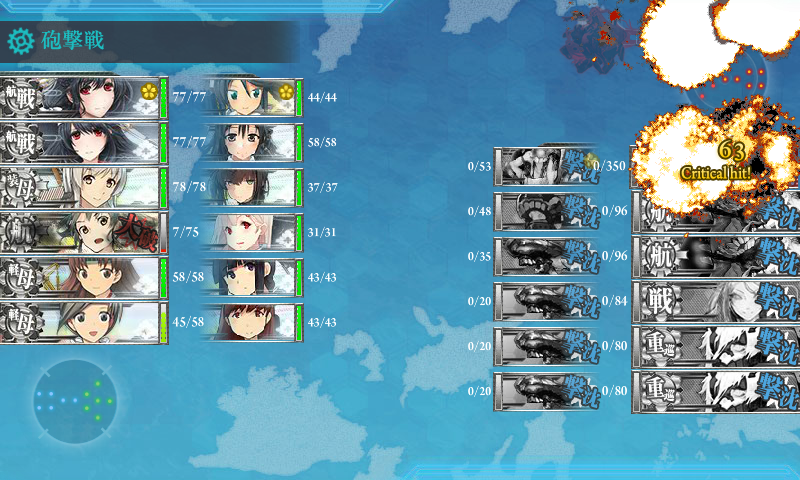 砲撃戦
航戦
77/77
44/44
航戦
77/77
58/58
母
78/78
37/37
大破
7/75
31/31
軽母
58/58
43/43
軽母
45/58
43/43
63
Critical hit!
0/53
撃沈
0/350
0/48
撃沈
航
0/96
撃沈
0/35
撃沈
航
0/96
撃沈
0/20
撃沈
戦
0/84
撃沈
0/20
撃沈
重巡
0/80
撃沈
0/20
撃沈
重巡
0/80
撃沈